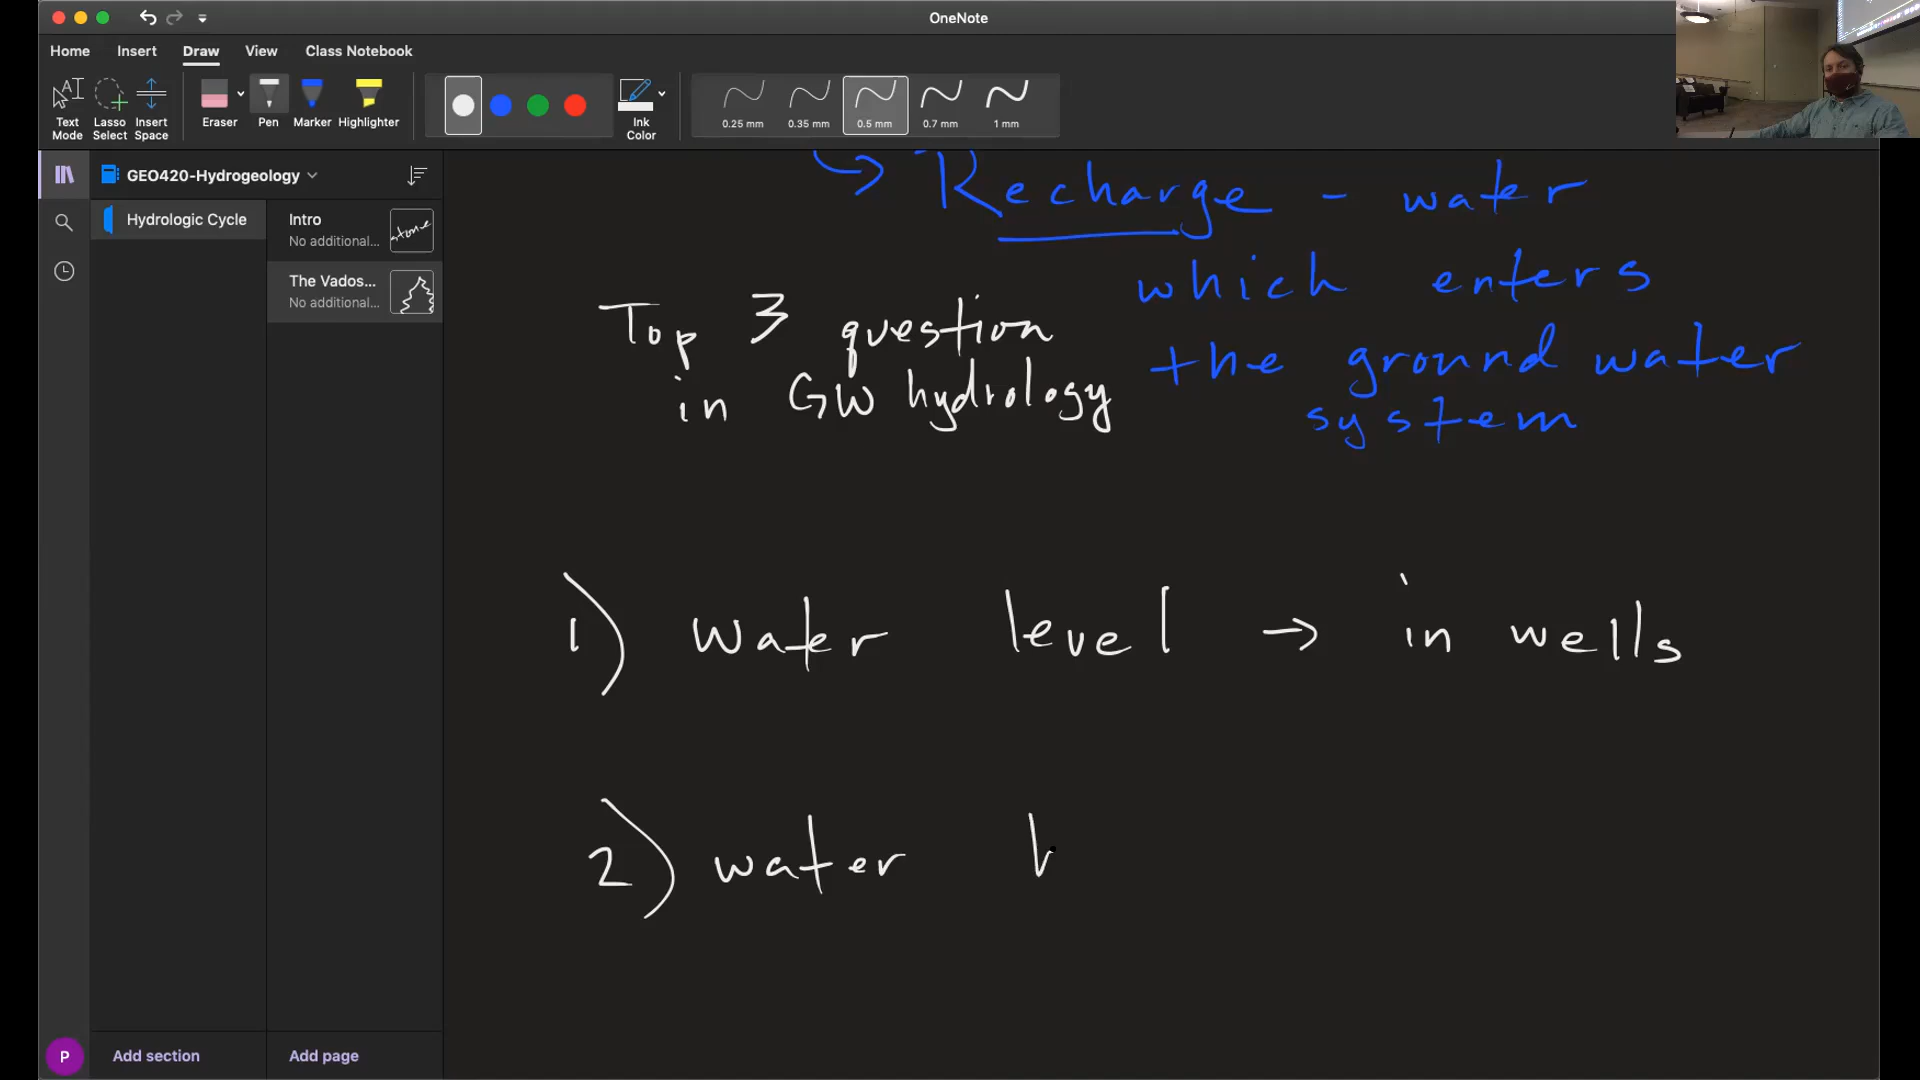 OneNote
Home Insert Draw View Class Notebook
Text Mode
Lasso Select
Insert Space
Eraser
Pen
Marker
Highlighter
Ink Color
0.25 mm
0.35 mm
0.5 mm
0.7 mm
1 mm
GEO420-Hydrogeology
Hydrologic Cycle
Intro
No additional...
The Vados...
No additional...
Recharge - water
which enters
the ground water
system
Top 3 question
in GW hydrology
1) Water level → in wells
2) water
P
Add section
Add page